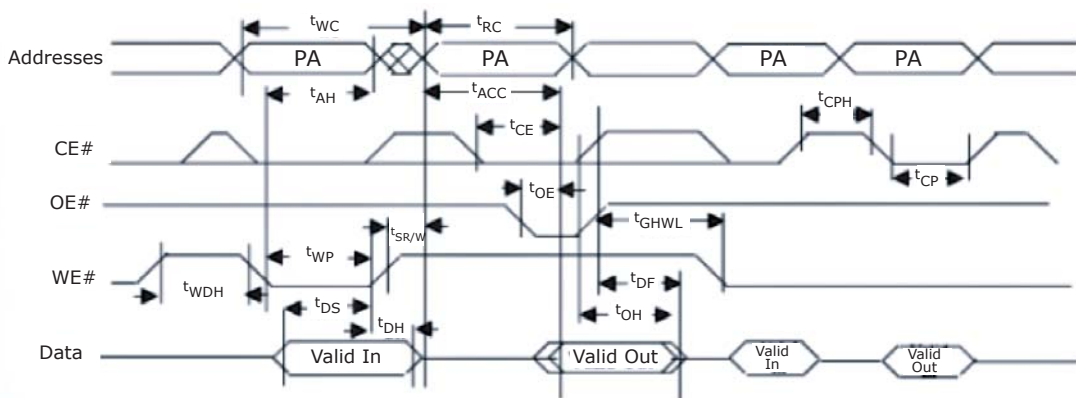 tWC
tRC
Addresses
PA
PA
PA
PA
tAH
tACC
tCPH
tCE
CE#
tCP
tOE
OE#
tGHWL
tSR/W
tWP
WE#
tWDH
tDF
tDS
tOH
tDH
Data
Valid In
Valid Out
Valid
In
Valid
Out